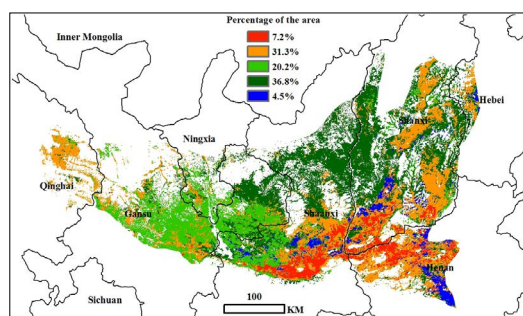 Percentage of the area
7.2%
31.3%
20.2%
36.8%
4.5%
Inner Mongolia
Hebei
Shanxi
Ningxia
Qinghai
Gansu
Shaanxi
Henan
Sichuan
100
KM